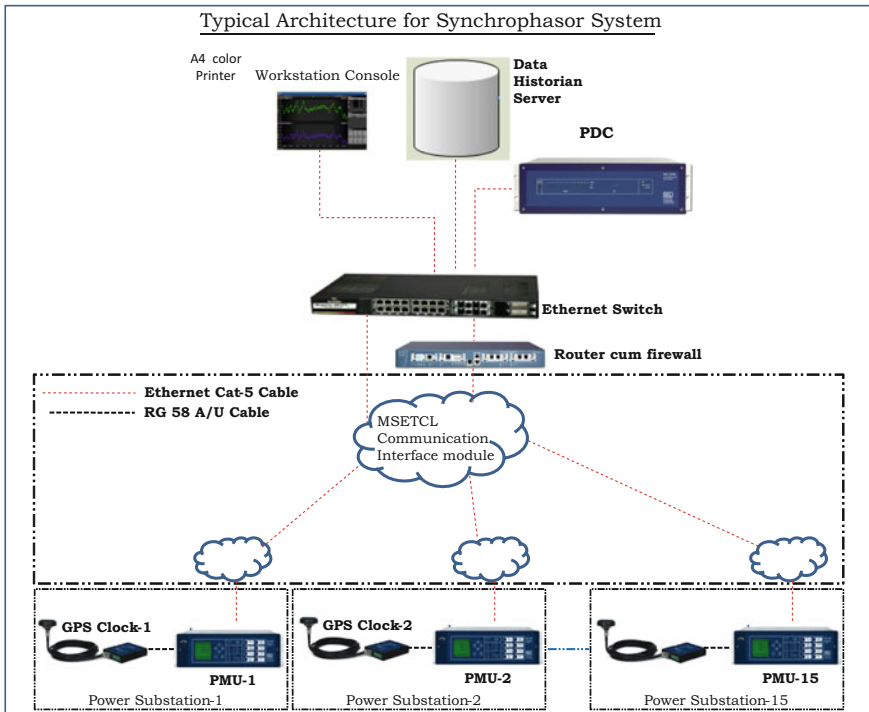 Typical Architecture for Synchrophasor System
A4 color
Printer
Workstation Console
Data
Historian
Server
PDC
Ethernet Switch
Router cum firewall
Ethernet Cat-5 Cable
RG 58 A/U Cable
MSETCL
Communication
Interface module
GPS Clock-1
PMU-1
Power Substation-1
GPS Clock-2
PMU-2
Power Substation-2
PMU-15
Power Substation-15